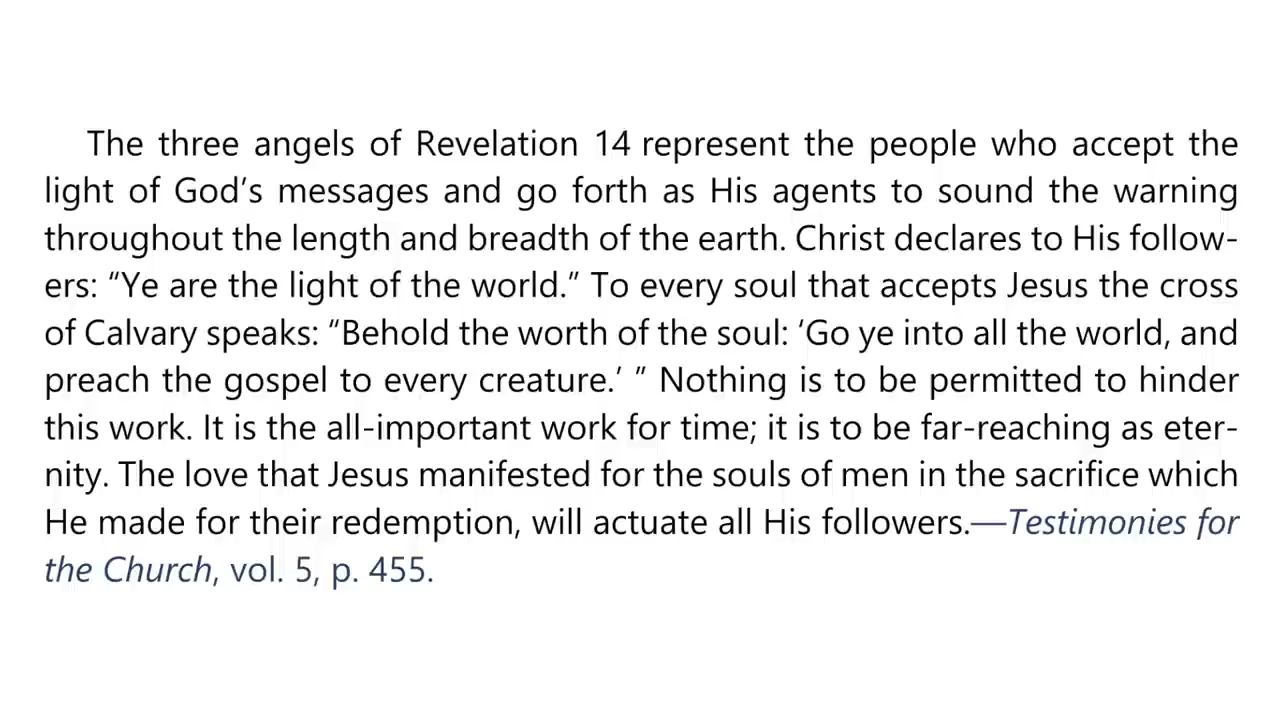 The three angels of Revelation 14 represent the people who accept the
light of God’s messages and go forth as His agents to sound the warning
throughout the length and breadth of the earth. Christ declares to His follow-
ers: “Ye are the light of the world.” To every soul that accepts Jesus the cross
of Calvary speaks: “Behold the worth of the soul: ‘Go ye into all the world, and
preach the gospel to every creature.’ ” Nothing is to be permitted to hinder
this work. It is the all-important work for time; it is to be far-reaching as eter-
nity. The love that Jesus manifested for the souls of men in the sacrifice which
He made for their redemption, will actuate all His followers.—Testimonies for
the Church, vol. 5, p. 455.